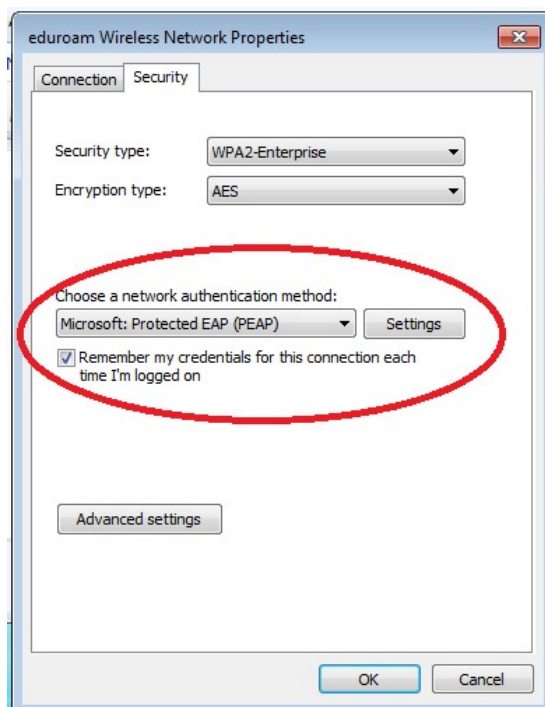 eduroam Wireless Network Properties
Connection Security
Security type: WPA2-Enterprise
Encryption type: AES
Choose a network authentication method:
Microsoft: Protected EAP (PEAP) Settings
Remember my credentials for this connection each
time I'm logged on
Advanced settings
OK Cancel